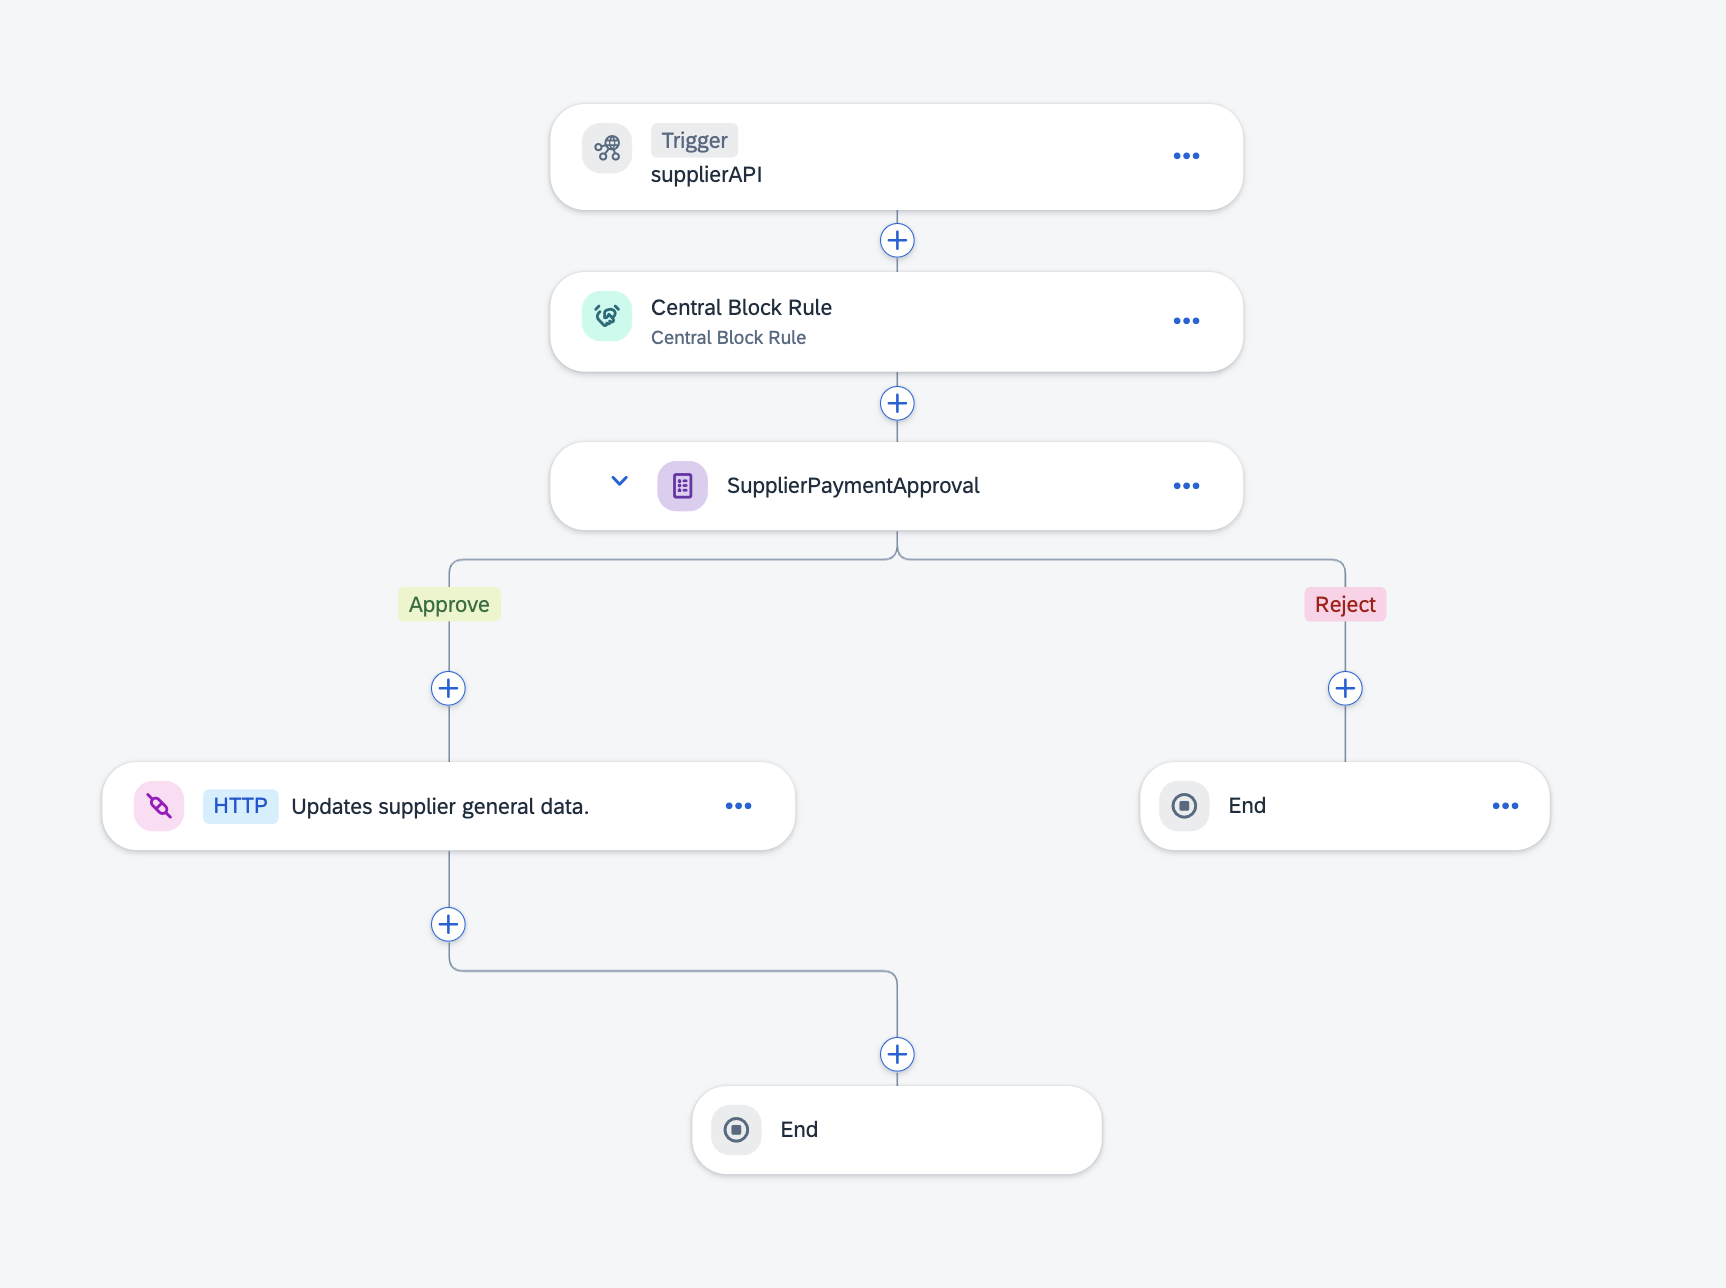 Trigger
supplierAPI
Central Block Rule
Central Block Rule
SupplierPaymentApproval
Approve
Reject
HTTP Updates supplier general data.
End
End